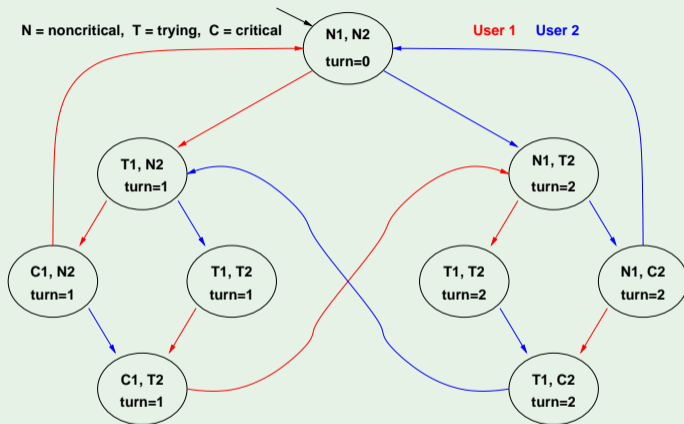 N = noncritical, T = trying, C = critical
N1, N2
turn=0
User 1 User 2
T1, N2
turn=1
N1, T2
turn=2
C1, N2
turn=1
T1, T2
turn=1
T1, T2
turn=2
N1, C2
turn=2
C1, T2
turn=1
T1, C2
turn=2